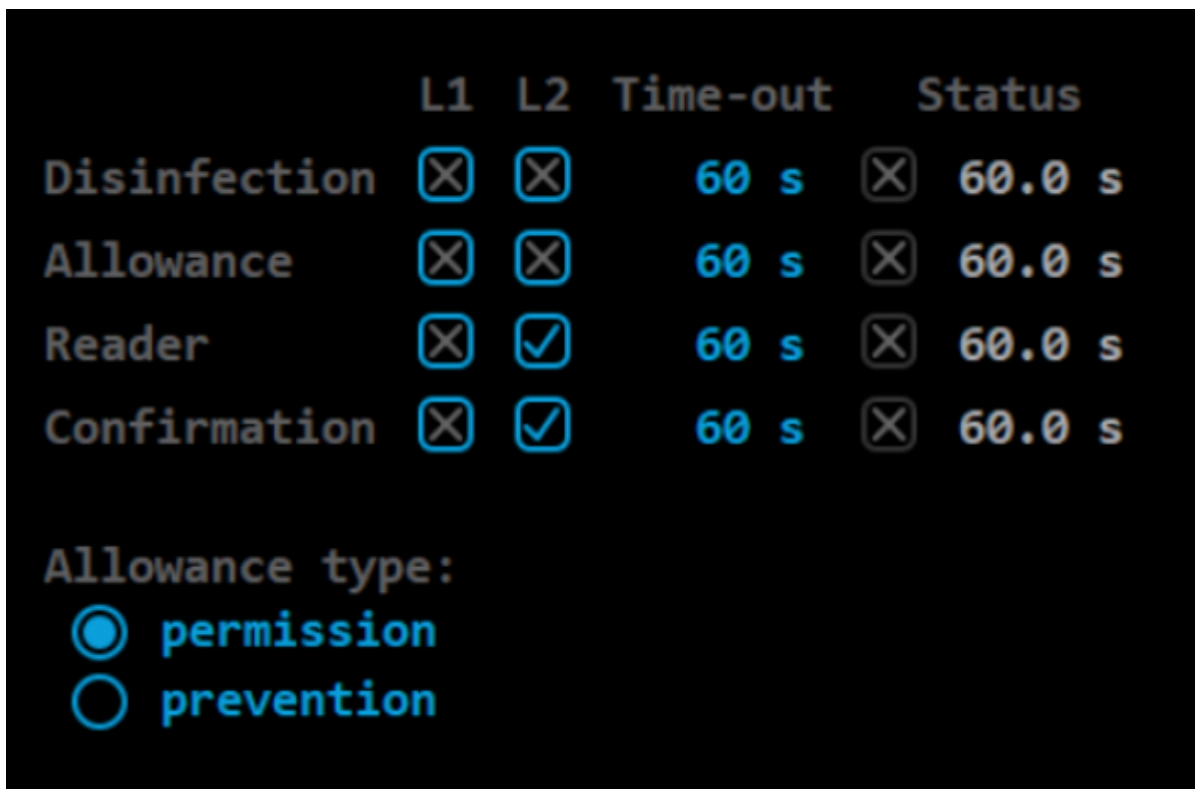 L1 L2 Time-out Status
Disinfection 60 s 60.0 s
Allowance 60 s 60.0 s
Reader 60 s 60.0 s
Confirmation 60 s 60.0 s
Allowance type:
permission
prevention